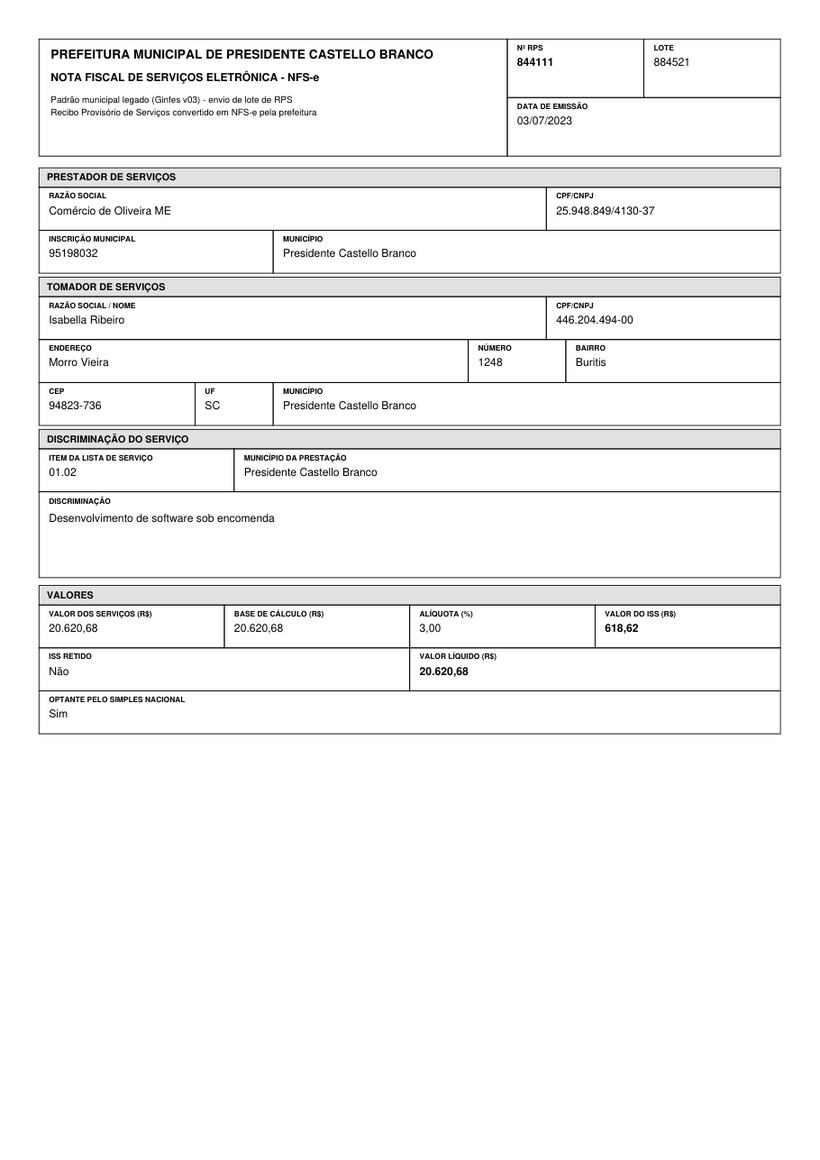 PREFEITURA MUNICIPAL DE PRESIDENTE CASTELLO BRANCO
NOTA FISCAL DE SERVIÇOS ELETRÔNICA - NFS-e
Padrão municipal legado (Ginfes v03) - envio de lote de RPS
Recibo Provisório de Serviços convertido em NFS-e pela prefeitura
Nº RPS
844111
LOTE
884521
DATA DE EMISSÃO
03/07/2023
PRESTADOR DE SERVIÇOS
RAZÃO SOCIAL
Comércio de Oliveira ME
CPF/CNPJ
25.948.849/4130-37
INSCRIÇÃO MUNICIPAL
95198032
MUNICÍPIO
Presidente Castello Branco
TOMADOR DE SERVIÇOS
RAZÃO SOCIAL / NOME
Isabella Ribeiro
CPF/CNPJ
446.204.494-00
ENDEREÇO
Morro Vieira
NÚMERO
1248
BAIRRO
Buritis
CEP
94823-736
UF
SC
MUNICÍPIO
Presidente Castello Branco
DISCRIMINAÇÃO DO SERVIÇO
ITEM DA LISTA DE SERVIÇO
01.02
MUNICÍPIO DA PRESTAÇÃO
Presidente Castello Branco
DISCRIMINAÇÃO
Desenvolvimento de software sob encomenda
VALORES
VALOR DOS SERVIÇOS (R$)
20.620,68
BASE DE CÁLCULO (R$)
20.620,68
ALÍQUOTA (%)
3,00
VALOR DO ISS (R$)
618,62
ISS RETIDO
Não
VALOR LÍQUIDO (R$)
20.620,68
OPTANTE PELO SIMPLES NACIONAL
Sim